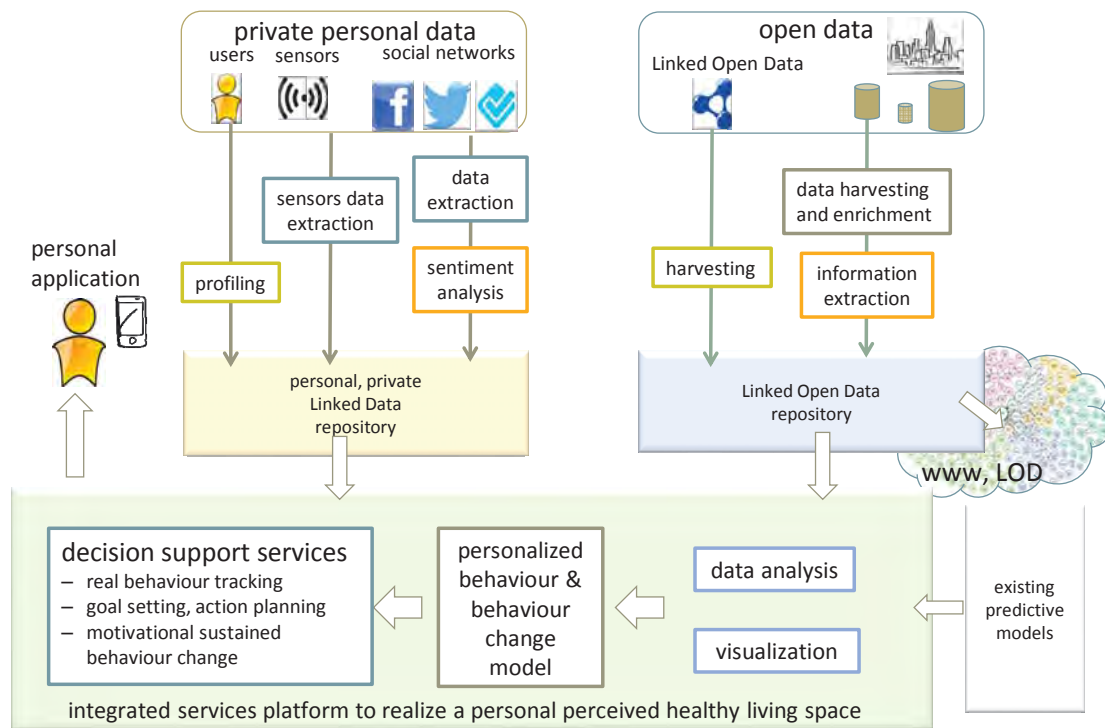 private personal data
users
sensors
social networks
open data
Linked Open Data
sensors data
extraction
data
extraction
data harvesting
and enrichment
personal
application
profiling
sentiment
analysis
harvesting
information
extraction
personal, private
Linked Data
repository
Linked Open Data
repository
www, LOD
decision support services
– real behaviour tracking
– goal setting, action planning
– motivational sustained
behaviour change
personalized
behaviour &
behaviour
change
model
data analysis
visualization
existing
predictive
models
integrated services platform to realize a personal perceived healthy living space